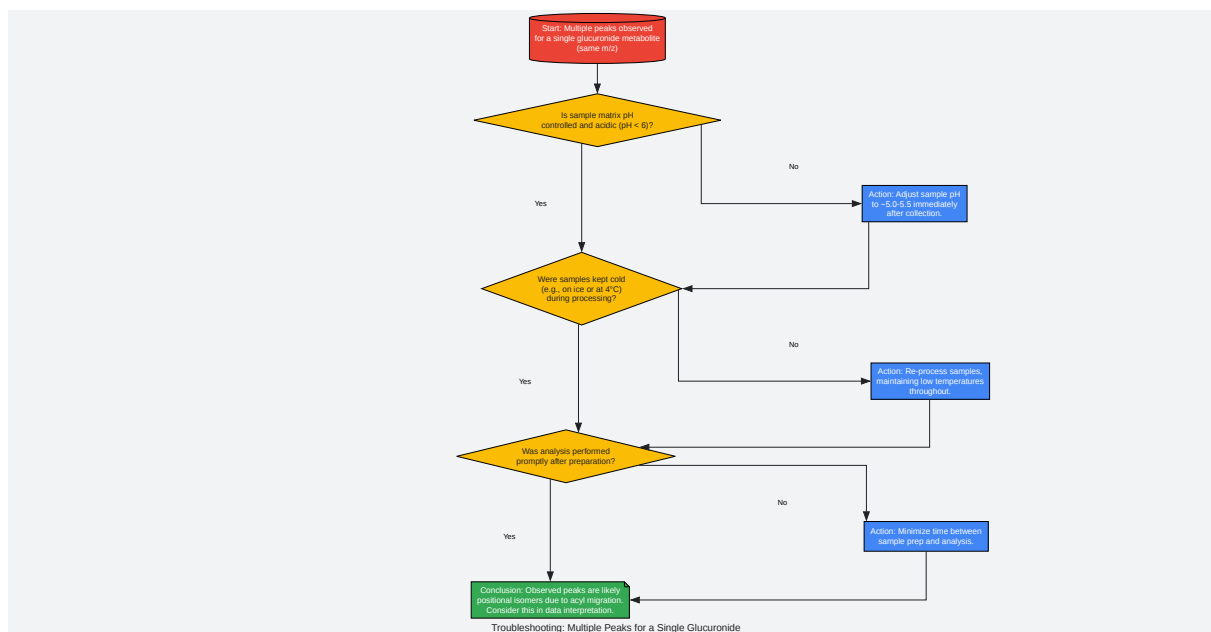 Start: Multiple peaks observed
for a single glucuronide metabolite
(same m/z)
Is sample matrix pH
controlled and acidic (pH < 6)?
No
Action: Adjust sample pH
to ~5.0-5.5 immediately
after collection.
Yes
Were samples kept cold
(e.g., on ice or at 4°C)
during processing?
No
Action: Re-process samples,
maintaining low temperatures
throughout.
Yes
Was analysis performed
promptly after preparation?
No
Action: Minimize time between
sample prep and analysis.
Yes
Conclusion: Observed peaks are likely
positional isomers due to acyl migration.
Consider this in data interpretation.
Troubleshooting: Multiple Peaks for a Single Glucuronide